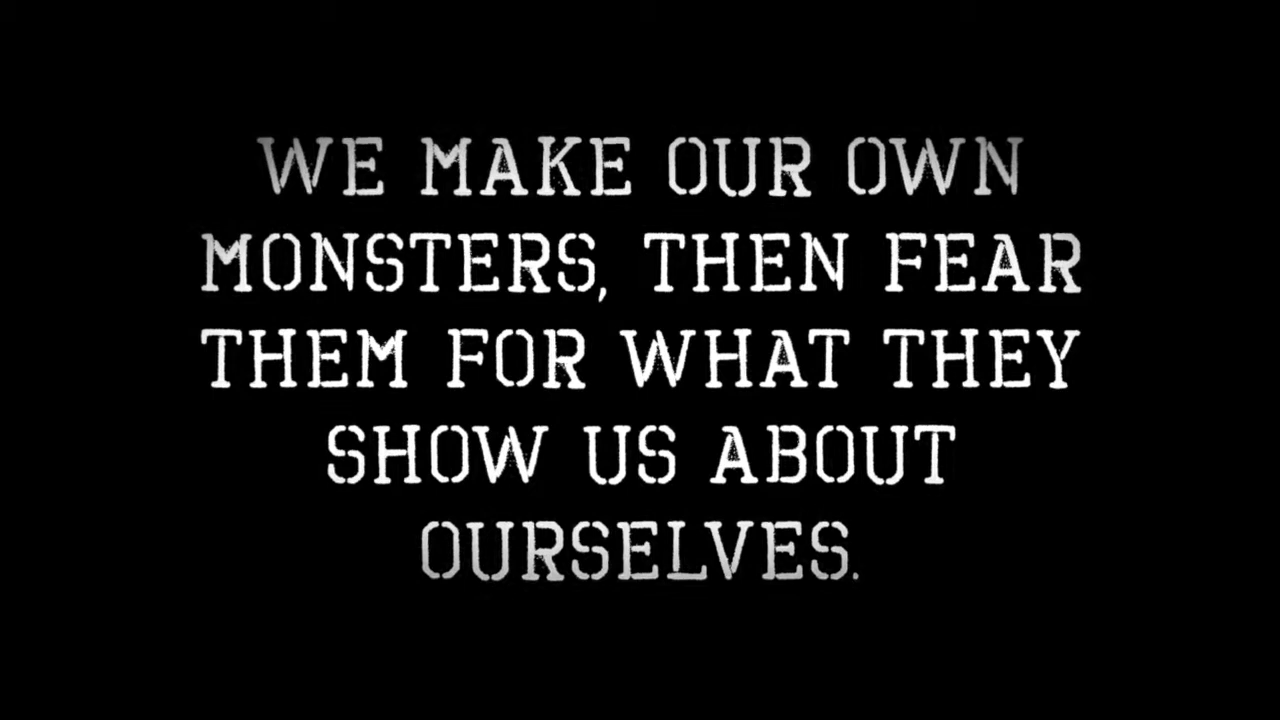 WE MAKE OUR OWN
MONSTERS, THEN FEAR
THEM FOR WHAT THEY
SHOW US ABOUT
OURSELVES.